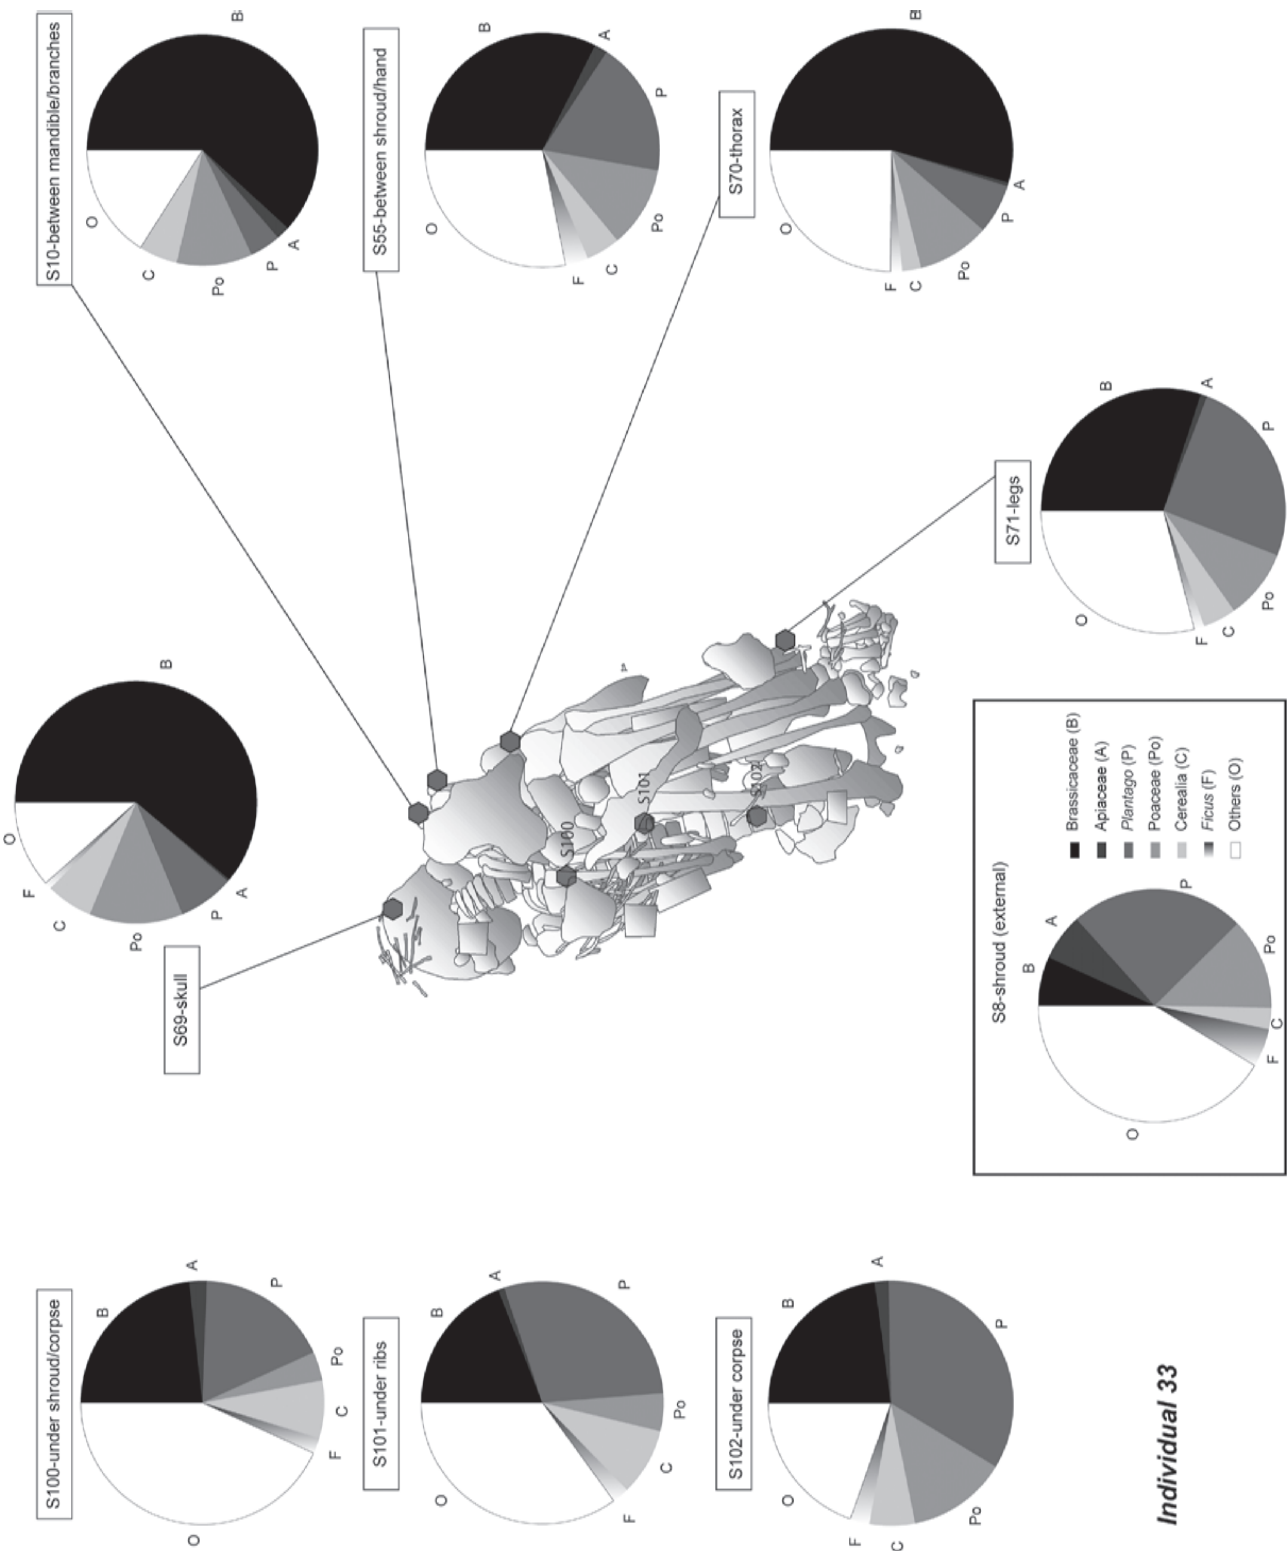 S100-under shroud/corpse
B
A
P
Po
C
F
O
S101-under ribs
B
A
P
Po
C
F
O
S102-under corpse
B
A
P
Po
C
F
O
Individual 33
S69-skull
B
A
P
Po
C
F
O
S10-between mandible/branches
B
A
P
Po
C
O
S55-between shroud/hand
B
A
P
Po
C
F
O
S70-thorax
B
A
P
Po
C
F
O
S71-legs
B
A
P
Po
C
F
O
S100
S101
S102
S8-shroud (external)
B
A
P
Po
C
F
O
Brassicaceae (B)
Apiaceae (A)
Plantago (P)
Poaceae (Po)
Cerealia (C)
Ficus (F)
Others (O)